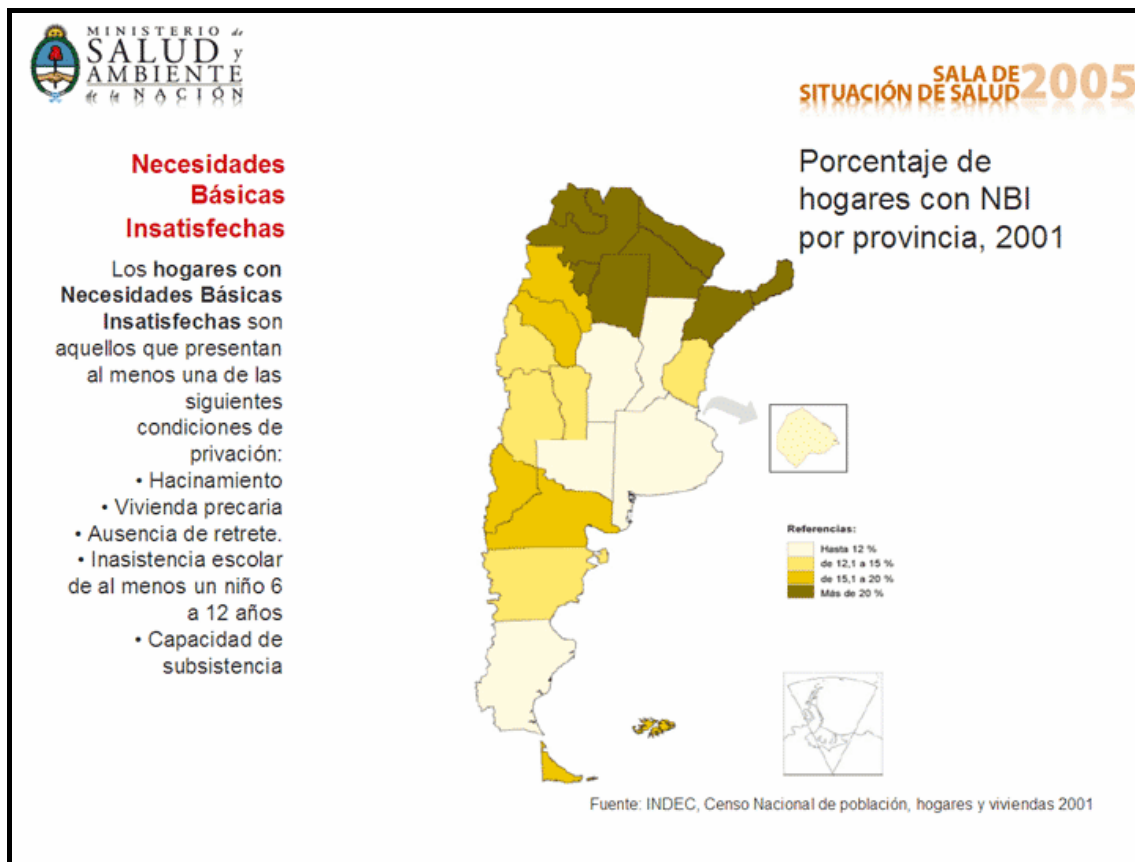 MINISTERIO de
SALUD y
AMBIENTE
de la NACIÓN
SALA DE
SITUACIÓN DE SALUD 2005
Necesidades
Básicas
Insatisfechas
Los hogares con
Necesidades Básicas
Insatisfechas son
aquellos que presentan
al menos una de las
siguientes
condiciones de
privación:
• Hacinamiento
• Vivienda precaria
• Ausencia de retrete.
• Inasistencia escolar
de al menos un niño 6
a 12 años
• Capacidad de
subsistencia
Porcentaje de
hogares con NBI
por provincia, 2001
Referencias:
Hasta 12 %
de 12,1 a 15 %
de 15,1 a 20 %
Más de 20 %
Fuente: INDEC, Censo Nacional de población, hogares y viviendas 2001